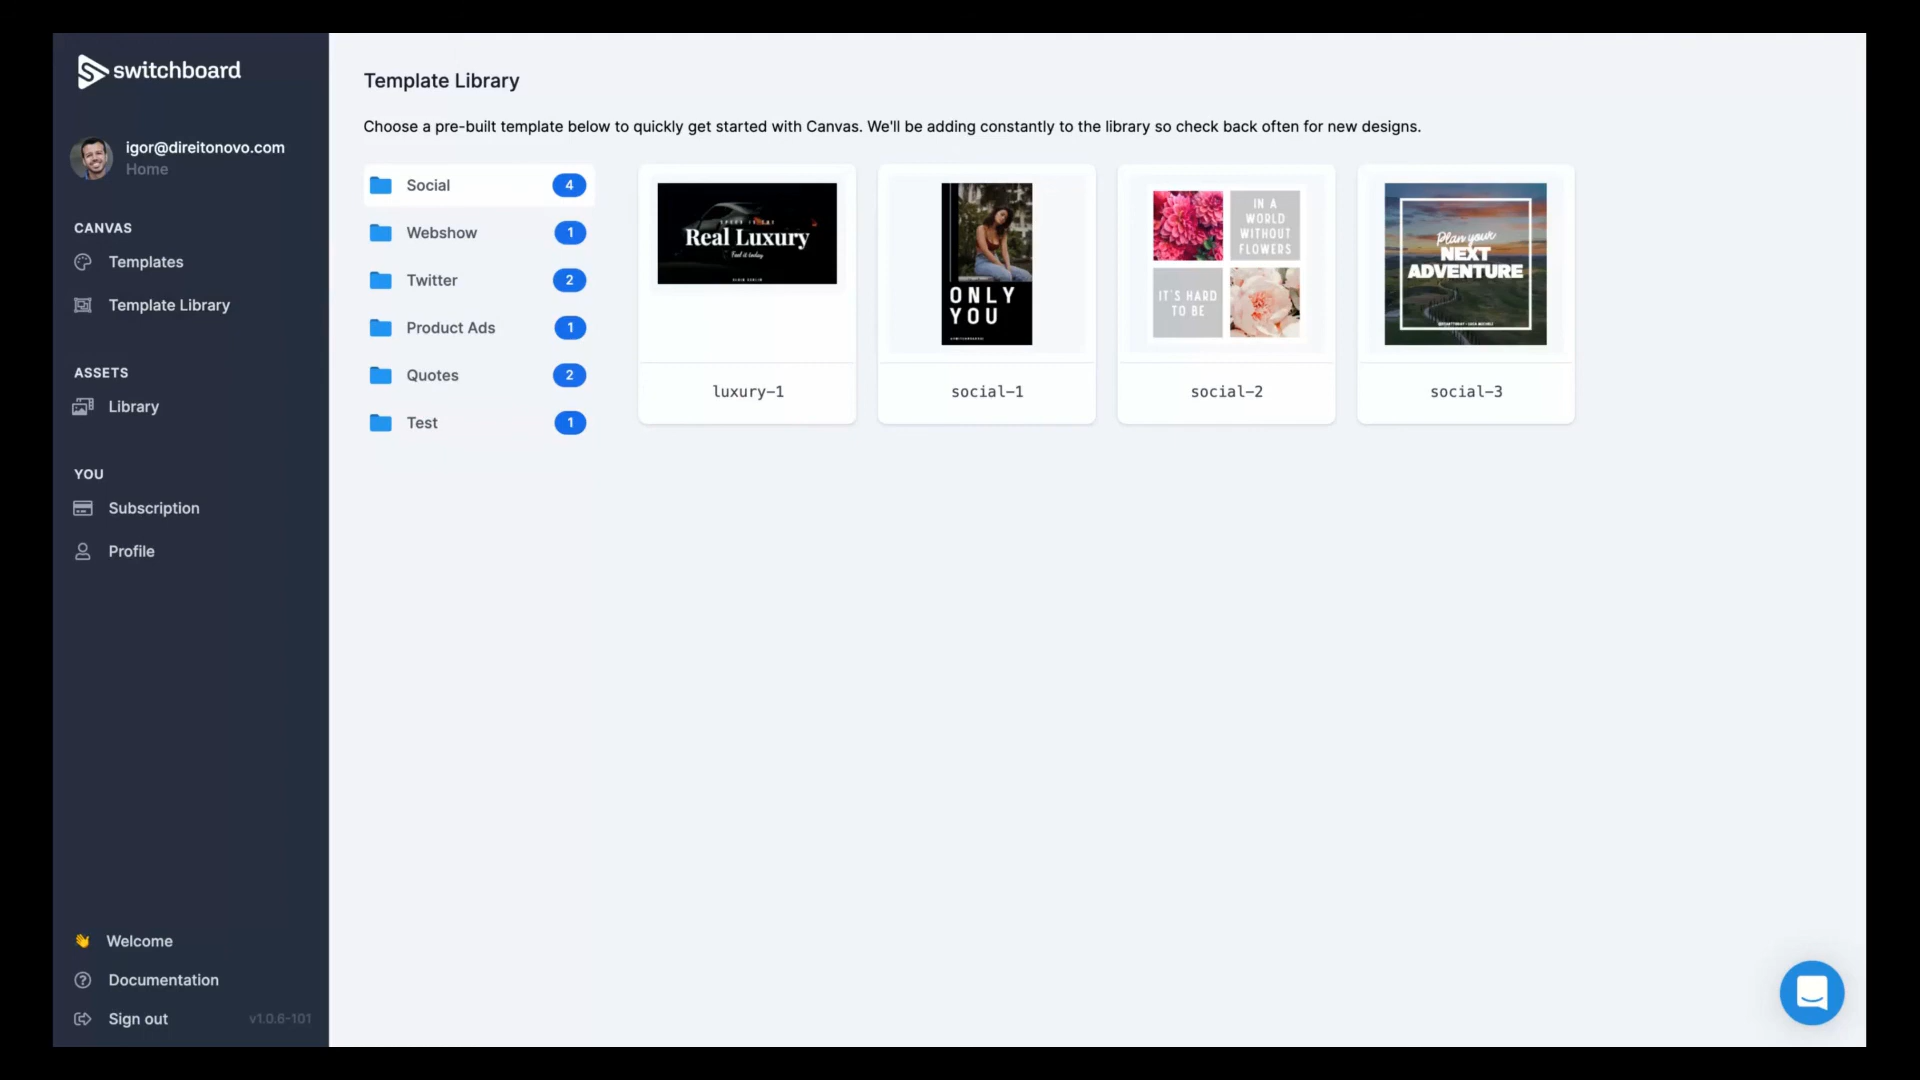 switchboard
igor@direitonovo.com
Home
CANVAS
Templates
Template Library
ASSETS
Library
YOU
Subscription
Profile
Welcome
Documentation
Sign out
v1.0.6-101
Template Library
Choose a pre-built template below to quickly get started with Canvas. We'll be adding constantly to the library so check back often for new designs.
Social 4
Webshow 1
Twitter 2
Product Ads 1
Quotes 2
Test 1
Real Luxury
Feel it today
luxury-1
ONLY
YOU
social-1
IN A
WORLD
WITHOUT
FLOWERS
IT'S HARD
TO BE
social-2
Plan your
NEXT
ADVENTURE
social-3